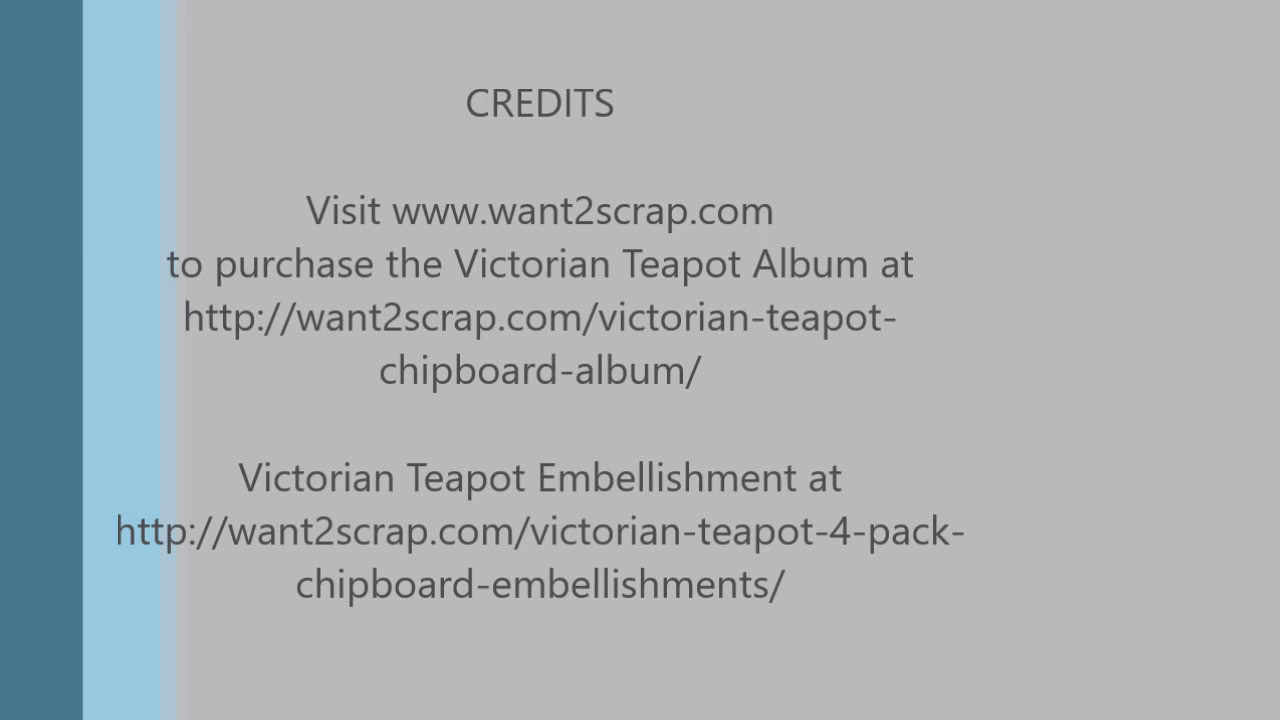 CREDITS
Visit www.want2scrap.com
to purchase the Victorian Teapot Album at
http://want2scrap.com/victorian-teapot-
chipboard-album/
Victorian Teapot Embellishment at
http://want2scrap.com/victorian-teapot-4-pack-
chipboard-embellishments/